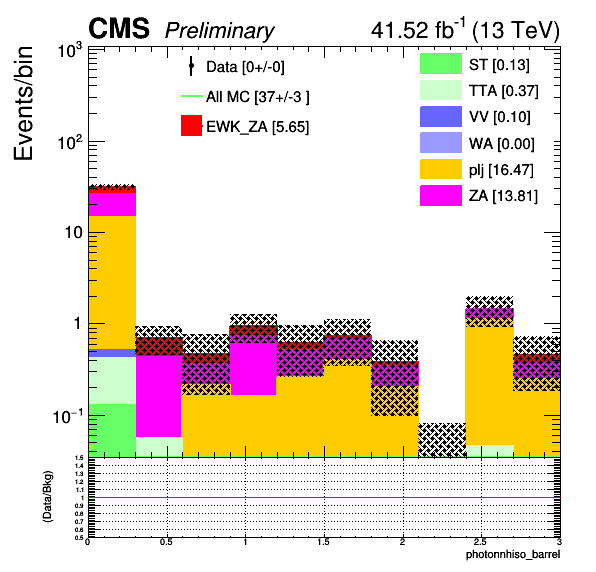 CMS Preliminary 41.52 fb⁻¹ (13 TeV)
Events/bin
10³
10²
10
1
10⁻¹
Data [0+/-0]
All MC [37+/-3 ]
EWK_ZA [5.65]
ST [0.13]
TTA [0.37]
VV [0.10]
WA [0.00]
plj [16.47]
ZA [13.81]
(Data/Bkg)
1.5
1.4
1.3
1.2
1.1
1
0.9
0.8
0.7
0.6
0.5
0 0.5 1 1.5 2 2.5 3
photonnhiso_barrel